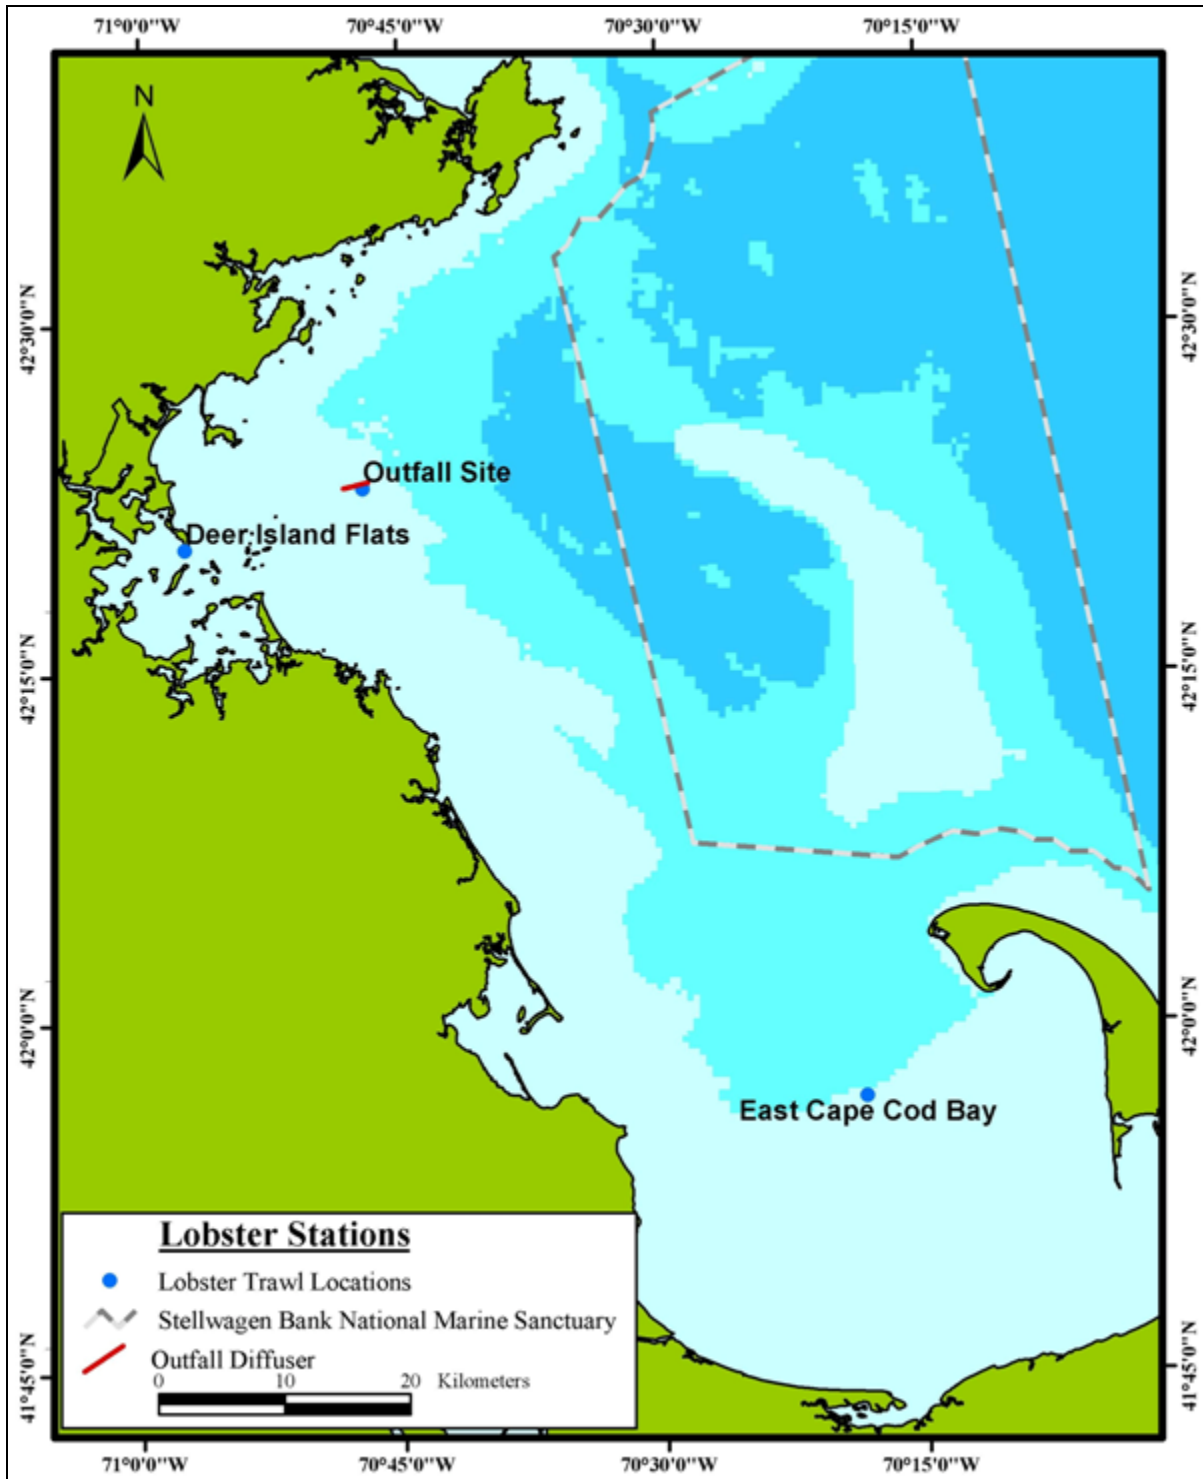 71°0'0"W 70°45'0"W 70°30'0"W 70°15'0"W
N
42°30'0"N 42°30'0"N
Outfall Site
Deer Island Flats
42°15'0"N 42°15'0"N
42°0'0"N 42°0'0"N
East Cape Cod Bay
Lobster Stations
Lobster Trawl Locations
Stellwagen Bank National Marine Sanctuary
Outfall Diffuser
0 10 20 Kilometers
41°45'0"N 41°45'0"N
71°0'0"W 70°45'0"W 70°30'0"W 70°15'0"W